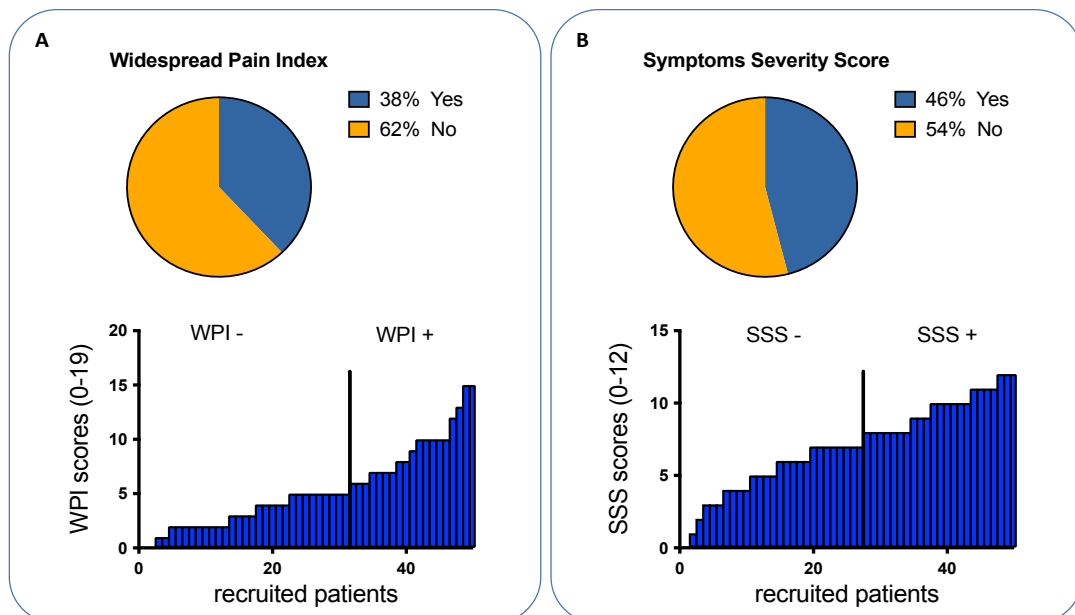 A
Widespread Pain Index
38% Yes
62% No
WPI -
WPI +
20
15
10
5
0
WPI scores (0-19)
0
20
40
recruited patients
B
Symptoms Severity Score
46% Yes
54% No
SSS -
SSS +
15
10
5
0
SSS scores (0-12)
0
20
40
recruited patients